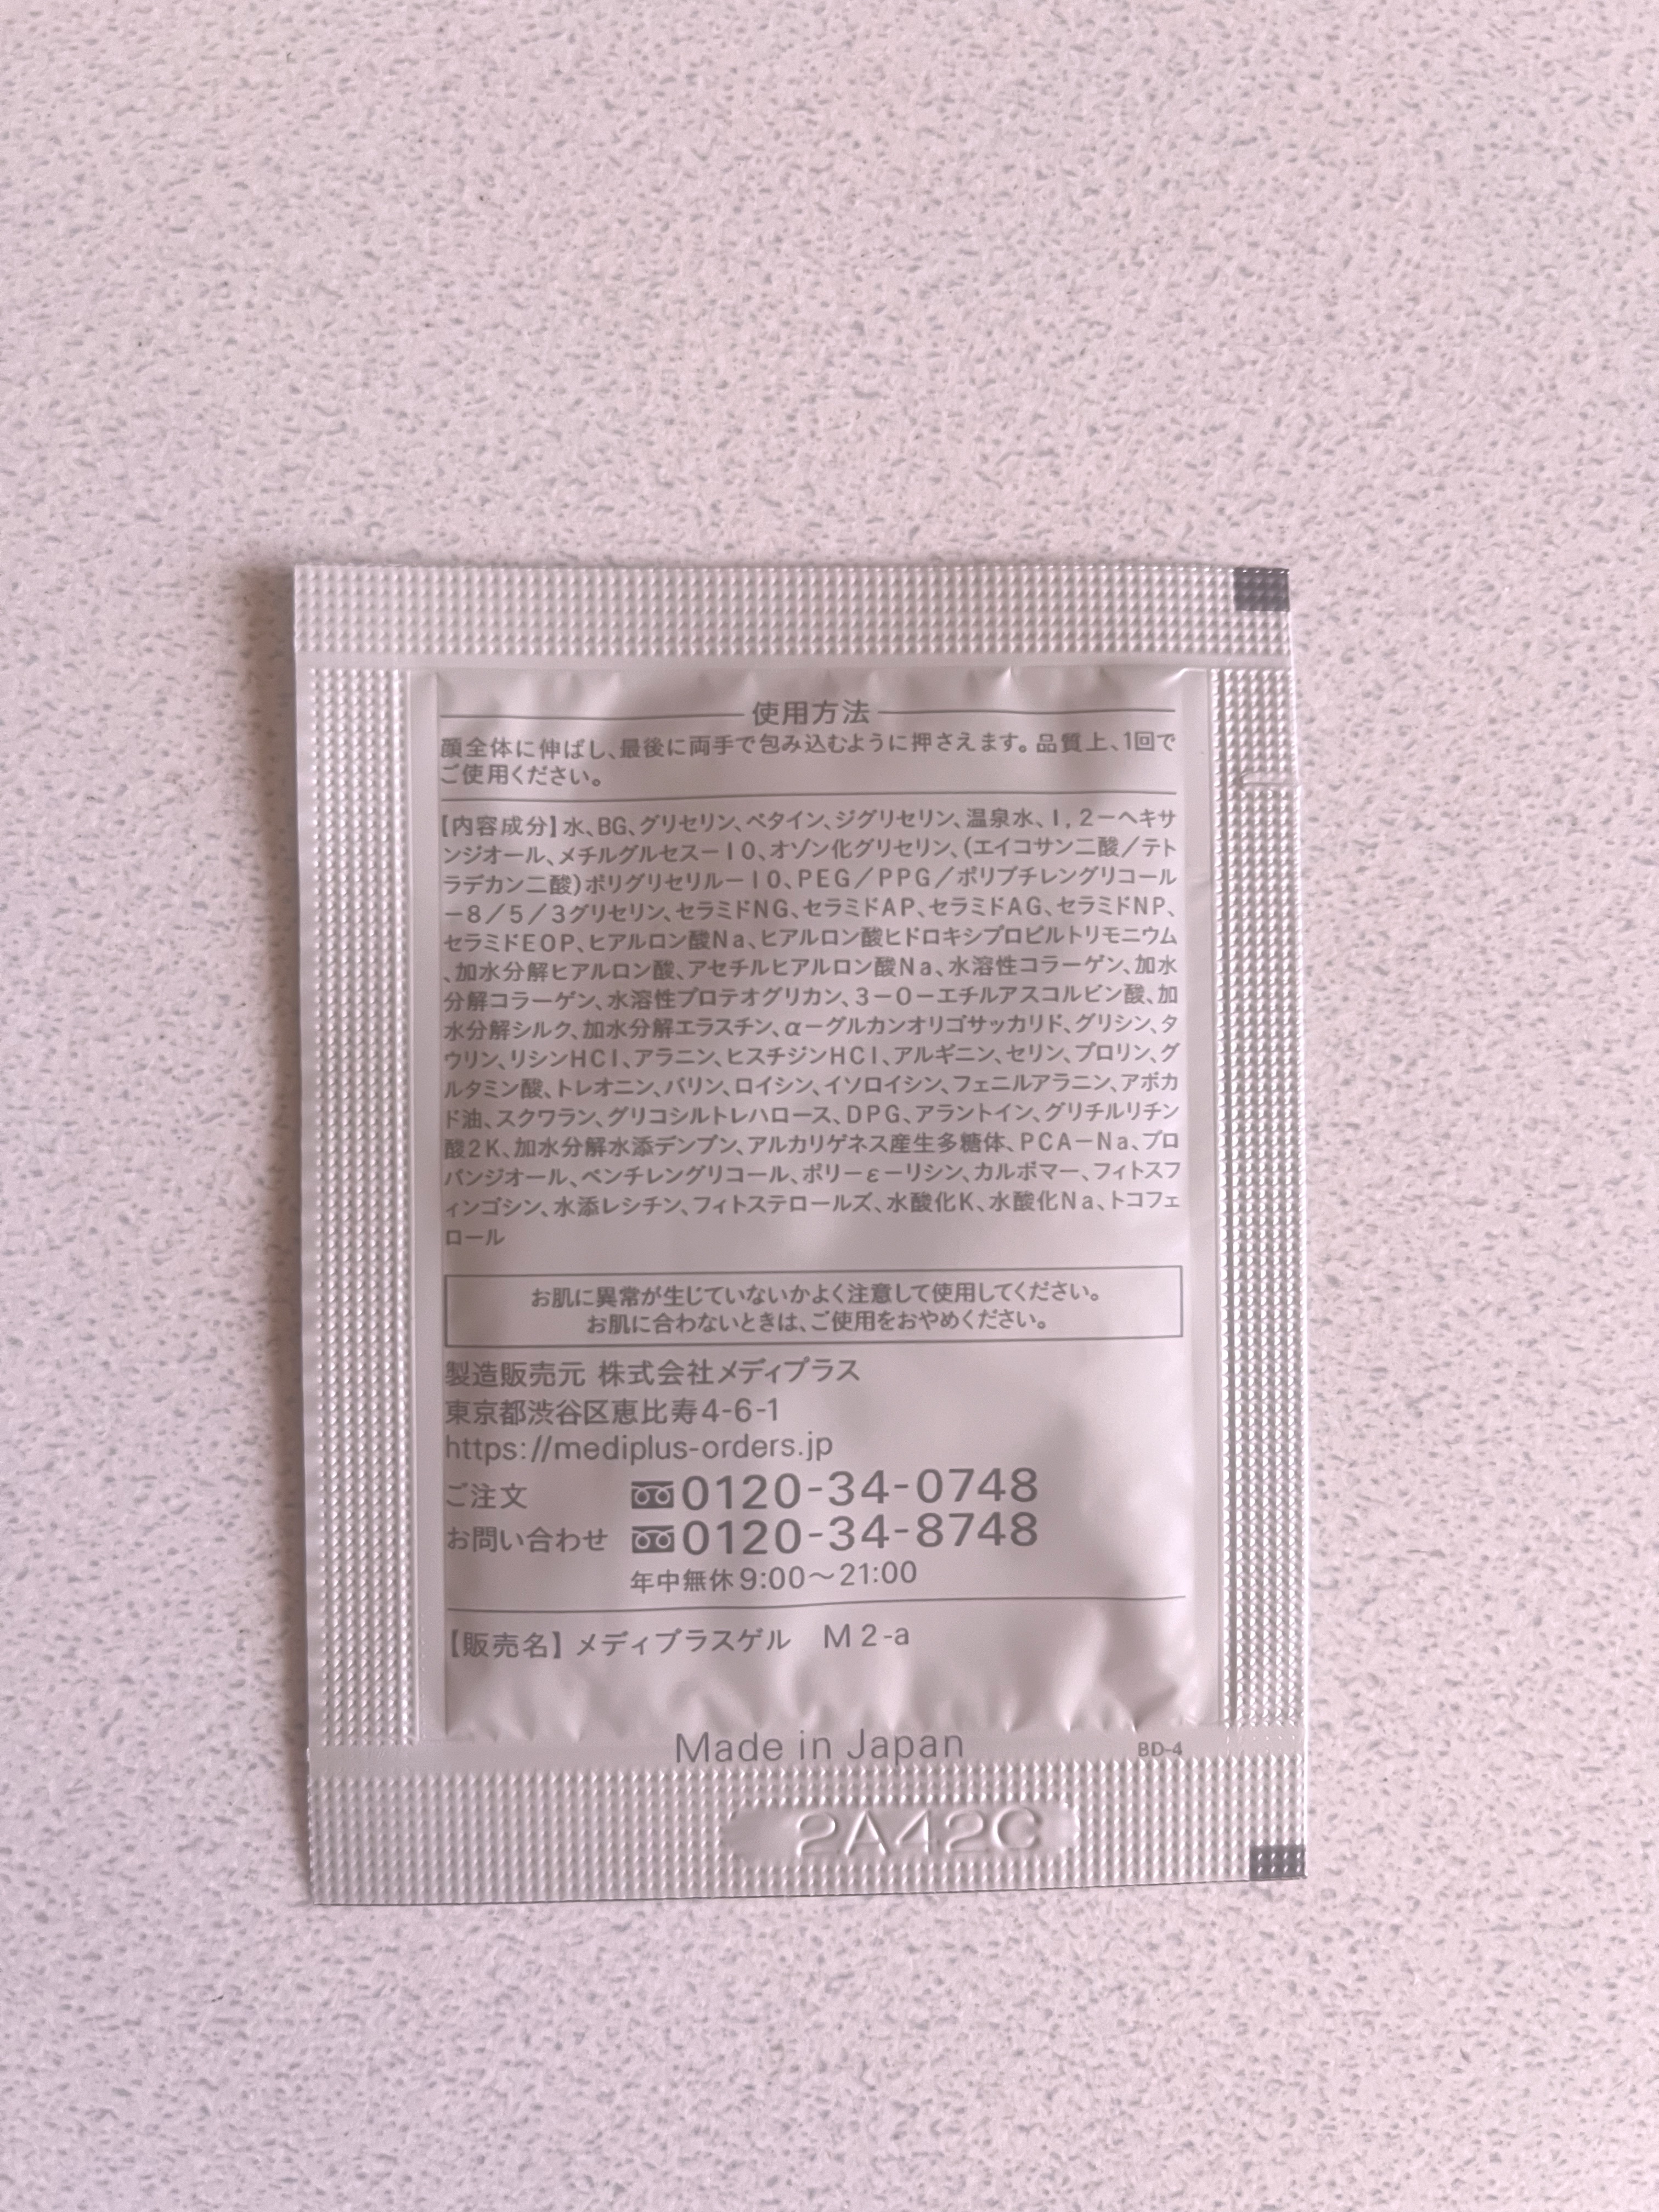 使用方法
顔全体に伸ばし、最後に両手で包み込むように押さえます。品質上、1回で
ご使用ください。
【内容成分】水、BG、グリセリン、ベタイン、ジグリセリン、温泉水、1,2-ヘキサ
ンジオール、メチルグルセス-10、オゾン化グリセリン、(エイコサン二酸/テト
ラデカン二酸)ポリグリセリル-10、PEG/PPG/ポリブチレングリコール
-8/5/3グリセリン、セラミドNG、セラミドAP、セラミドAG、セラミドNP、
セラミドEOP、ヒアルロン酸Na、ヒアルロン酸ヒドロキシプロピルトリモニウム
、加水分解ヒアルロン酸、アセチルヒアルロン酸Na、水溶性コラーゲン、加水
分解コラーゲン、水溶性プロテオグリカン、3-O-エチルアスコルビン酸、加
水分解シルク、加水分解エラスチン、α-グルカンオリゴサッカリド、グリシン、タ
ウリン、リシンHCl、アラニン、ヒスチジンHCl、アルギニン、セリン、プロリン、グ
ルタミン酸、トレオニン、バリン、ロイシン、イソロイシン、フェニルアラニン、アボカ
ド油、スクワラン、グリコシルトレハロース、DPG、アラントイン、グリチルリチン
酸2K、加水分解水添デンプン、アルカリゲネス産生多糖体、PCA-Na、プロ
パンジオール、ペンチレングリコール、ポリ-ε-リシン、カルボマー、フィトスフ
ィンゴシン、水添レシチン、フィトステロールズ、水酸化K、水酸化Na、トコフェ
ロール
お肌に異常が生じていないかよく注意して使用してください。
お肌に合わないときは、ご使用をおやめください。
製造販売元 株式会社メディプラス
東京都渋谷区恵比寿4-6-1
https://mediplus-orders.jp
ご注文 0120-34-0748
お問い合わせ 0120-34-8748
年中無休9:00〜21:00
【販売名】メディプラスゲル M2-a
Made in Japan
BD-4